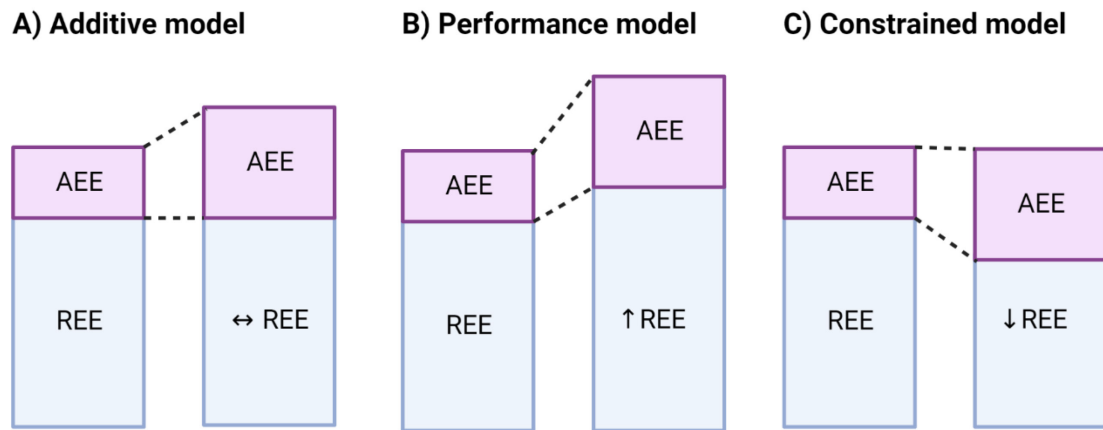 A) Additive model
B) Performance model
C) Constrained model
AEE
AEE
REE
↔ REE
AEE
AEE
REE
↑REE
AEE
AEE
REE
↓REE